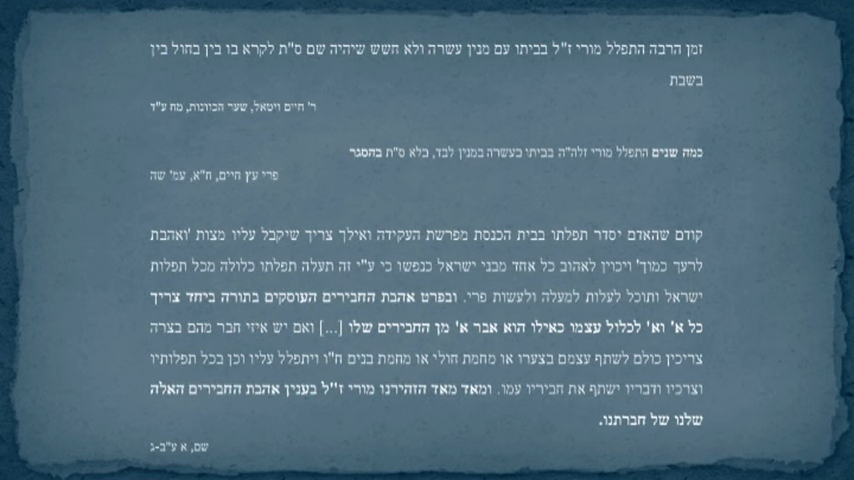 זמן הרבה התפלל מורי ז"ל בביתו עם מנין עשרה ולא חשש שיהיה שם ס"ת לקרא בו בין בחול בין
בשבת
ר' חיים ויטאל, שער הכוונות, מח ע"ד
כמה שנים התפלל מורי זלה"ה בביתו בעשרה במנין לבד, בלא ס"ת בהסגר
פרי עץ חיים, ח"א, עמ' שה
קודם שהאדם יסדר תפלתו בבית הכנסת מפרשת העקידה ואילך צריך שיקבל עליו מצות 'ואהבת
לרעך כמוך' ויכוין לאהוב כל אחד מבני ישראל כנפשו כי ע"י זה תעלה תפלתו כלולה מכל תפלות
ישראל ותוכל לעלות למעלה ולעשות פרי. ובפרט אהבת החבירים העוסקים בתורה ביחד צריך
כל א' וא' לכלול עצמו כאילו הוא אבר א' מן החבירים שלו [...] ואם יש איזי חבר מהם בצרה
צריכין כולם לשתף עצמם בצערו או מחמת חולי או מחמת בנים ח"ו ויתפלל עליו וכן בכל תפלותיו
וצרכיו ודבריו ישתף את חביריו עמו. ומאד מאד הזהירנו מורי ז"ל בענין אהבת החבירים האלה
שלנו של חברתנו.
שם, א ע"ב-ג